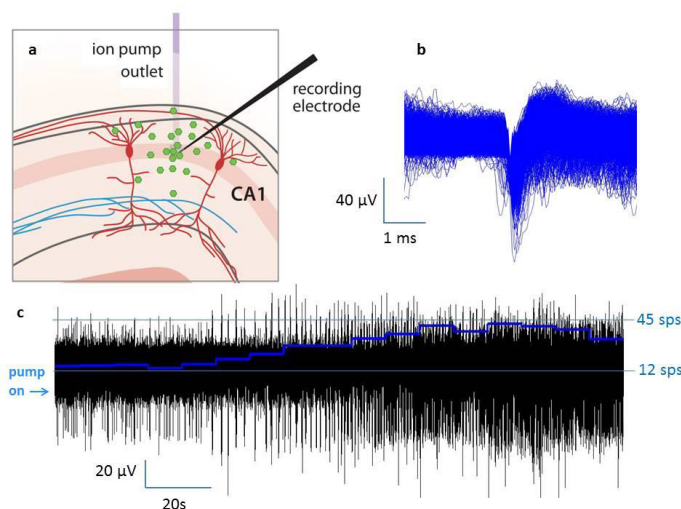 a
ion pump
outlet
recording
electrode
CA1
b
40 µV
1 ms
c
45 sps
pump
on →
12 sps
20 µV
20s